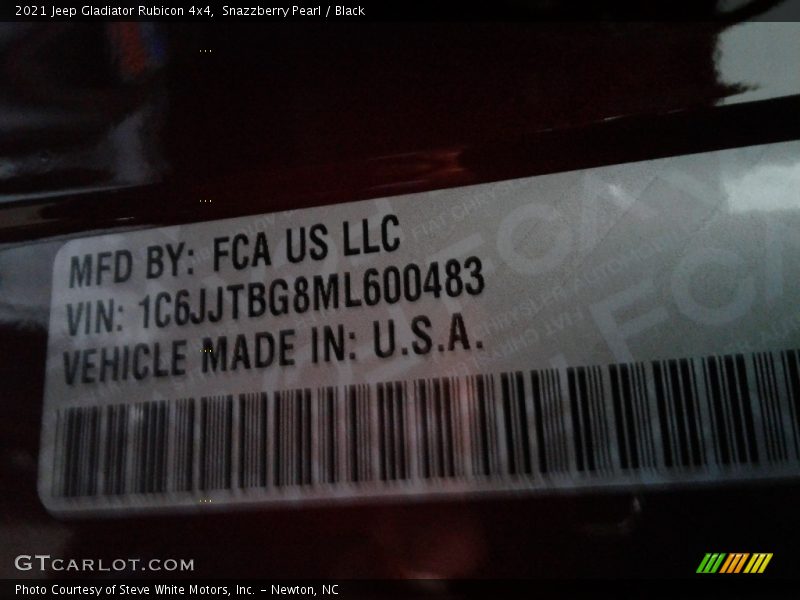 2021 Jeep Gladiator Rubicon 4x4, Snazzberry Pearl / Black
MFD BY: FCA US LLC
VIN: 1C6JJTBG8ML600483
VEHICLE MADE IN: U.S.A.
GTCARLOT.COM
Photo Courtesy of Steve White Motors, Inc. - Newton, NC